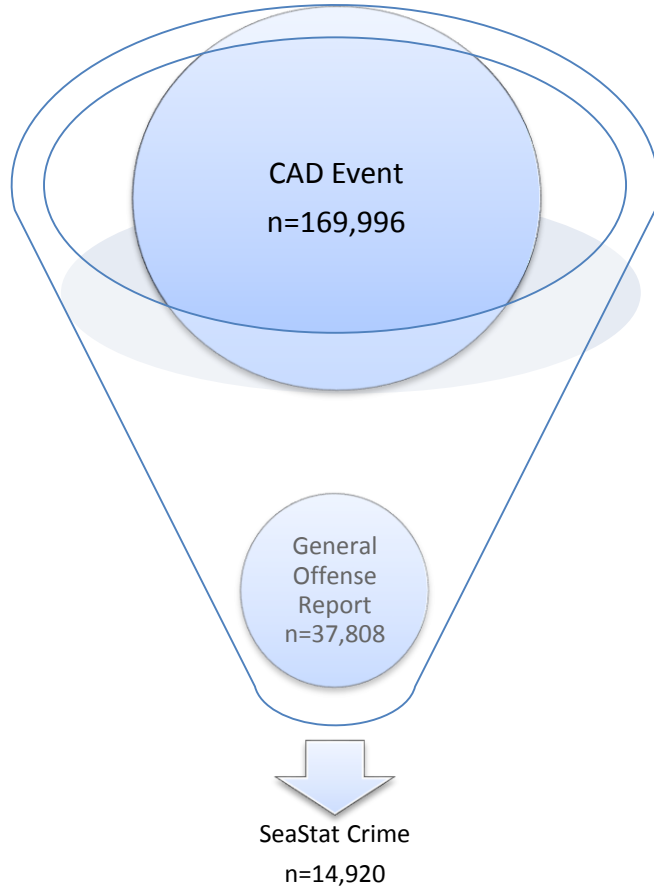 CAD Event
n=169,996
General
Offense
Report
n=37,808
SeaStat Crime
n=14,920